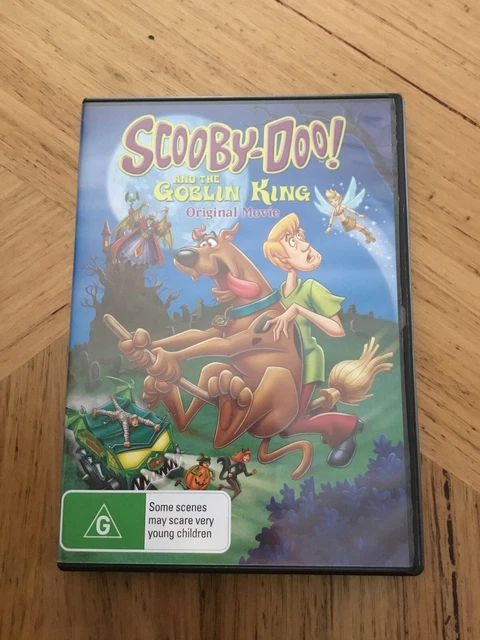 SCOOBY-DOO!
AND THE
GOBLIN KING
Original Movie
G
Some scenes
may scare very
young children